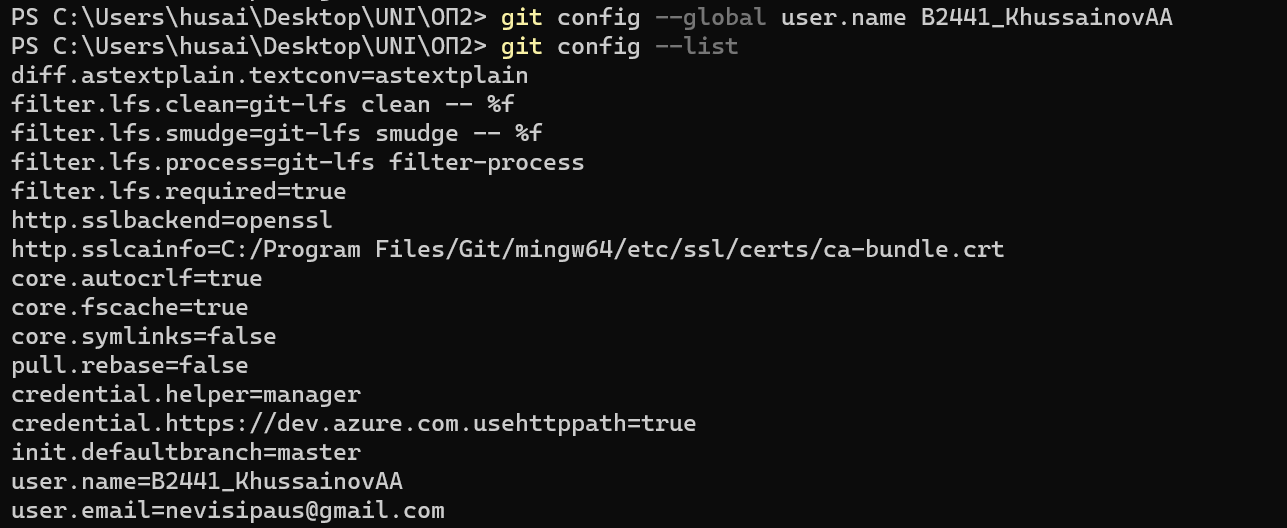 PS C:\Users\husai\Desktop\UNI\ОП2> git config --global user.name B2441_KhussainovAA
PS C:\Users\husai\Desktop\UNI\ОП2> git config --list
diff.astextplain.textconv=astextplain
filter.lfs.clean=git-lfs clean -- %f
filter.lfs.smudge=git-lfs smudge -- %f
filter.lfs.process=git-lfs filter-process
filter.lfs.required=true
http.sslbackend=openssl
http.sslcainfo=C:/Program Files/Git/mingw64/etc/ssl/certs/ca-bundle.crt
core.autocrlf=true
core.fscache=true
core.symlinks=false
pull.rebase=false
credential.helper=manager
credential.https://dev.azure.com.usehttppath=true
init.defaultbranch=master
user.name=B2441_KhussainovAA
user.email=nevisipaus@gmail.com